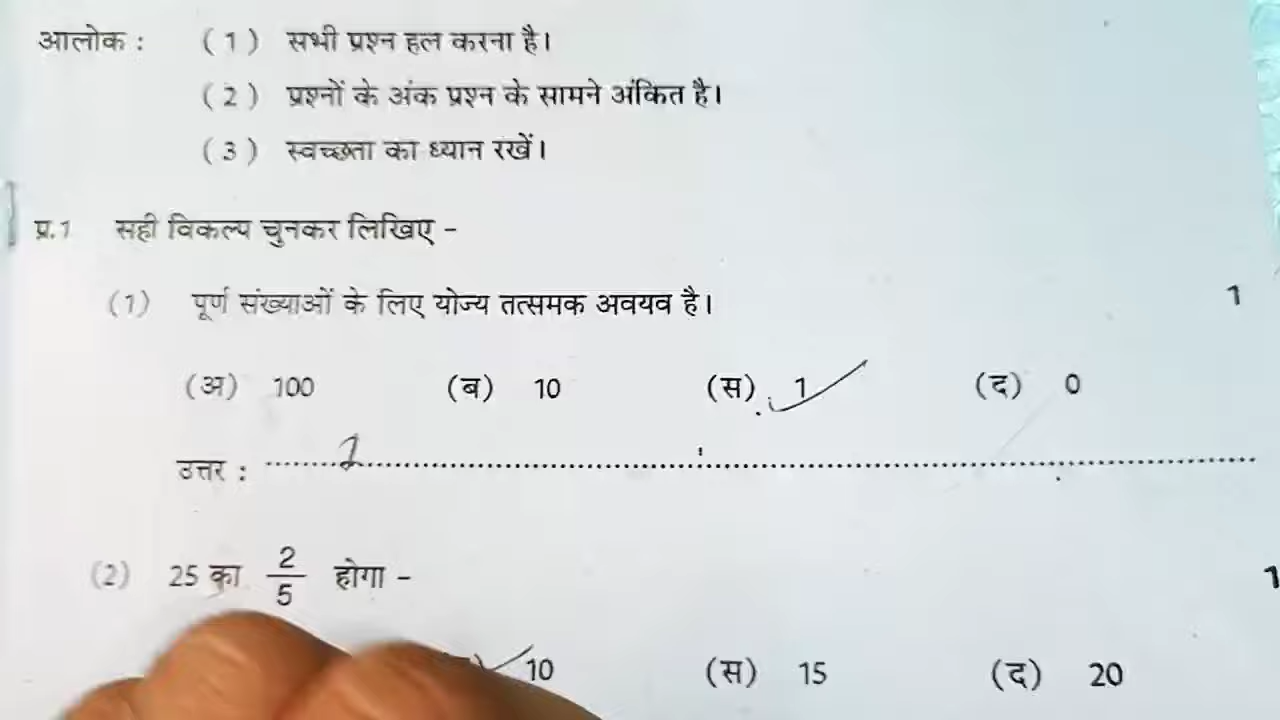 आलोक : (1) सभी प्रश्न हल करना है।
(2) प्रश्नों के अंक प्रश्न के सामने अंकित है।
(3) स्वच्छता का ध्यान रखें।
प्र.1 सही विकल्प चुनकर लिखिए -
(1) पूर्ण संख्याओं के लिए योज्य तत्समक अवयव है। 1
(अ) 100 (ब) 10 (स) 1 (द) 0
उत्तर : 1
(2) 25 का 2/5 होगा - 1
10 (स) 15 (द) 20